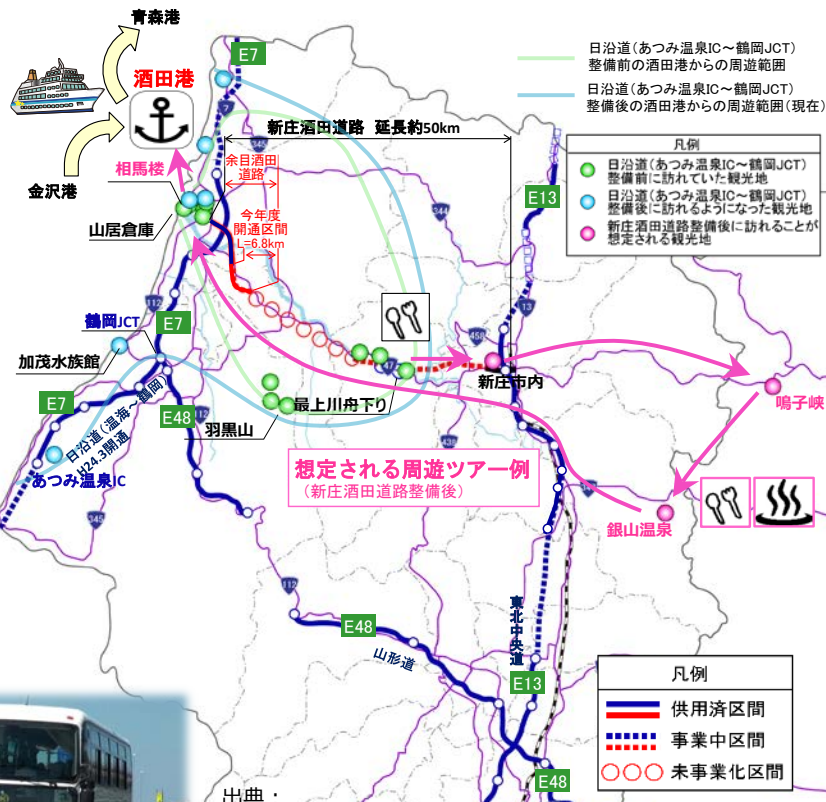 青森港
酒田港
金沢港
E7
日沿道(あつみ温泉IC～鶴岡JCT)
整備前の酒田港からの周遊範囲
日沿道(あつみ温泉IC～鶴岡JCT)
整備後の酒田港からの周遊範囲(現在)
凡例
日沿道(あつみ温泉IC～鶴岡JCT)
整備前に訪れていた観光地
日沿道(あつみ温泉IC～鶴岡JCT)
整備後に訪れるようになった観光地
新庄酒田道路整備後に訪れることが
想定される観光地
7
新庄酒田道路 延長約50km
345
余目酒田
道路
今年度
開通区間
L=6.8km
相馬楼
山居倉庫
E13
344
13
112
E7
鶴岡JCT
加茂水族館
458
47
新庄市内
鳴子峡
E7
E48
112
日沿道(温海～鶴岡)
H24.3開通
羽黒山
最上川舟下り
あつみ温泉IC
345
438
想定される周遊ツアー例
(新庄酒田道路整備後)
銀山温泉
112
E48
山形道
東北中央道
E13
E48
凡例
供用済区間
事業中区間
未事業化区間
出典：